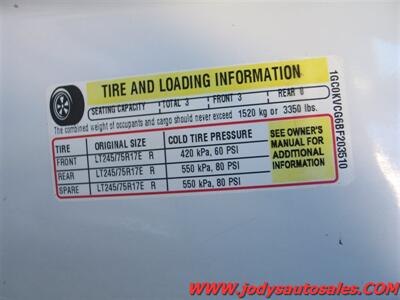 TIRE AND LOADING INFORMATION
SEATING CAPACITY TOTAL 3 FRONT 3 REAR 0
The combined weight of occupants and cargo should never exceed 1520 kg or 3350 lbs.
TIRE ORIGINAL SIZE COLD TIRE PRESSURE
FRONT LT245/75R17E R 420 kPa, 60 PSI
REAR LT245/75R17E R 550 kPa, 80 PSI
SPARE LT245/75R17E R 550 kPa, 80 PSI
SEE OWNER'S
MANUAL FOR
ADDITIONAL
INFORMATION
1GC0KVCG6BF203510
www.jodysautosales.COM